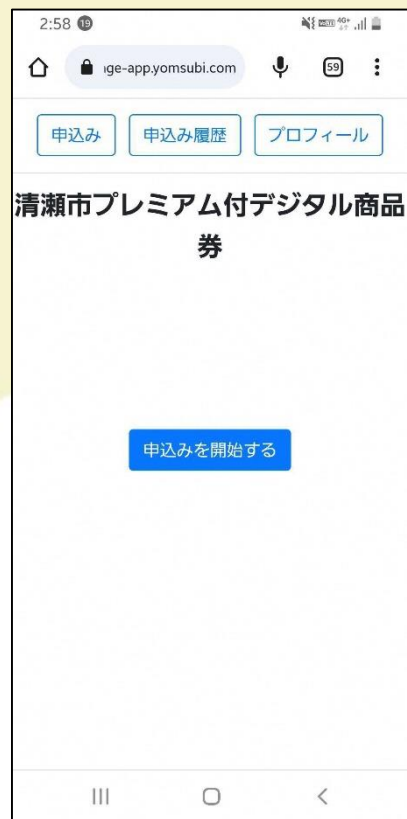 2:58 19
ige-app.yomsubi.com 59
申込み 申込み履歴 プロフィール
清瀬市プレミアム付デジタル商品
券
申込みを開始する